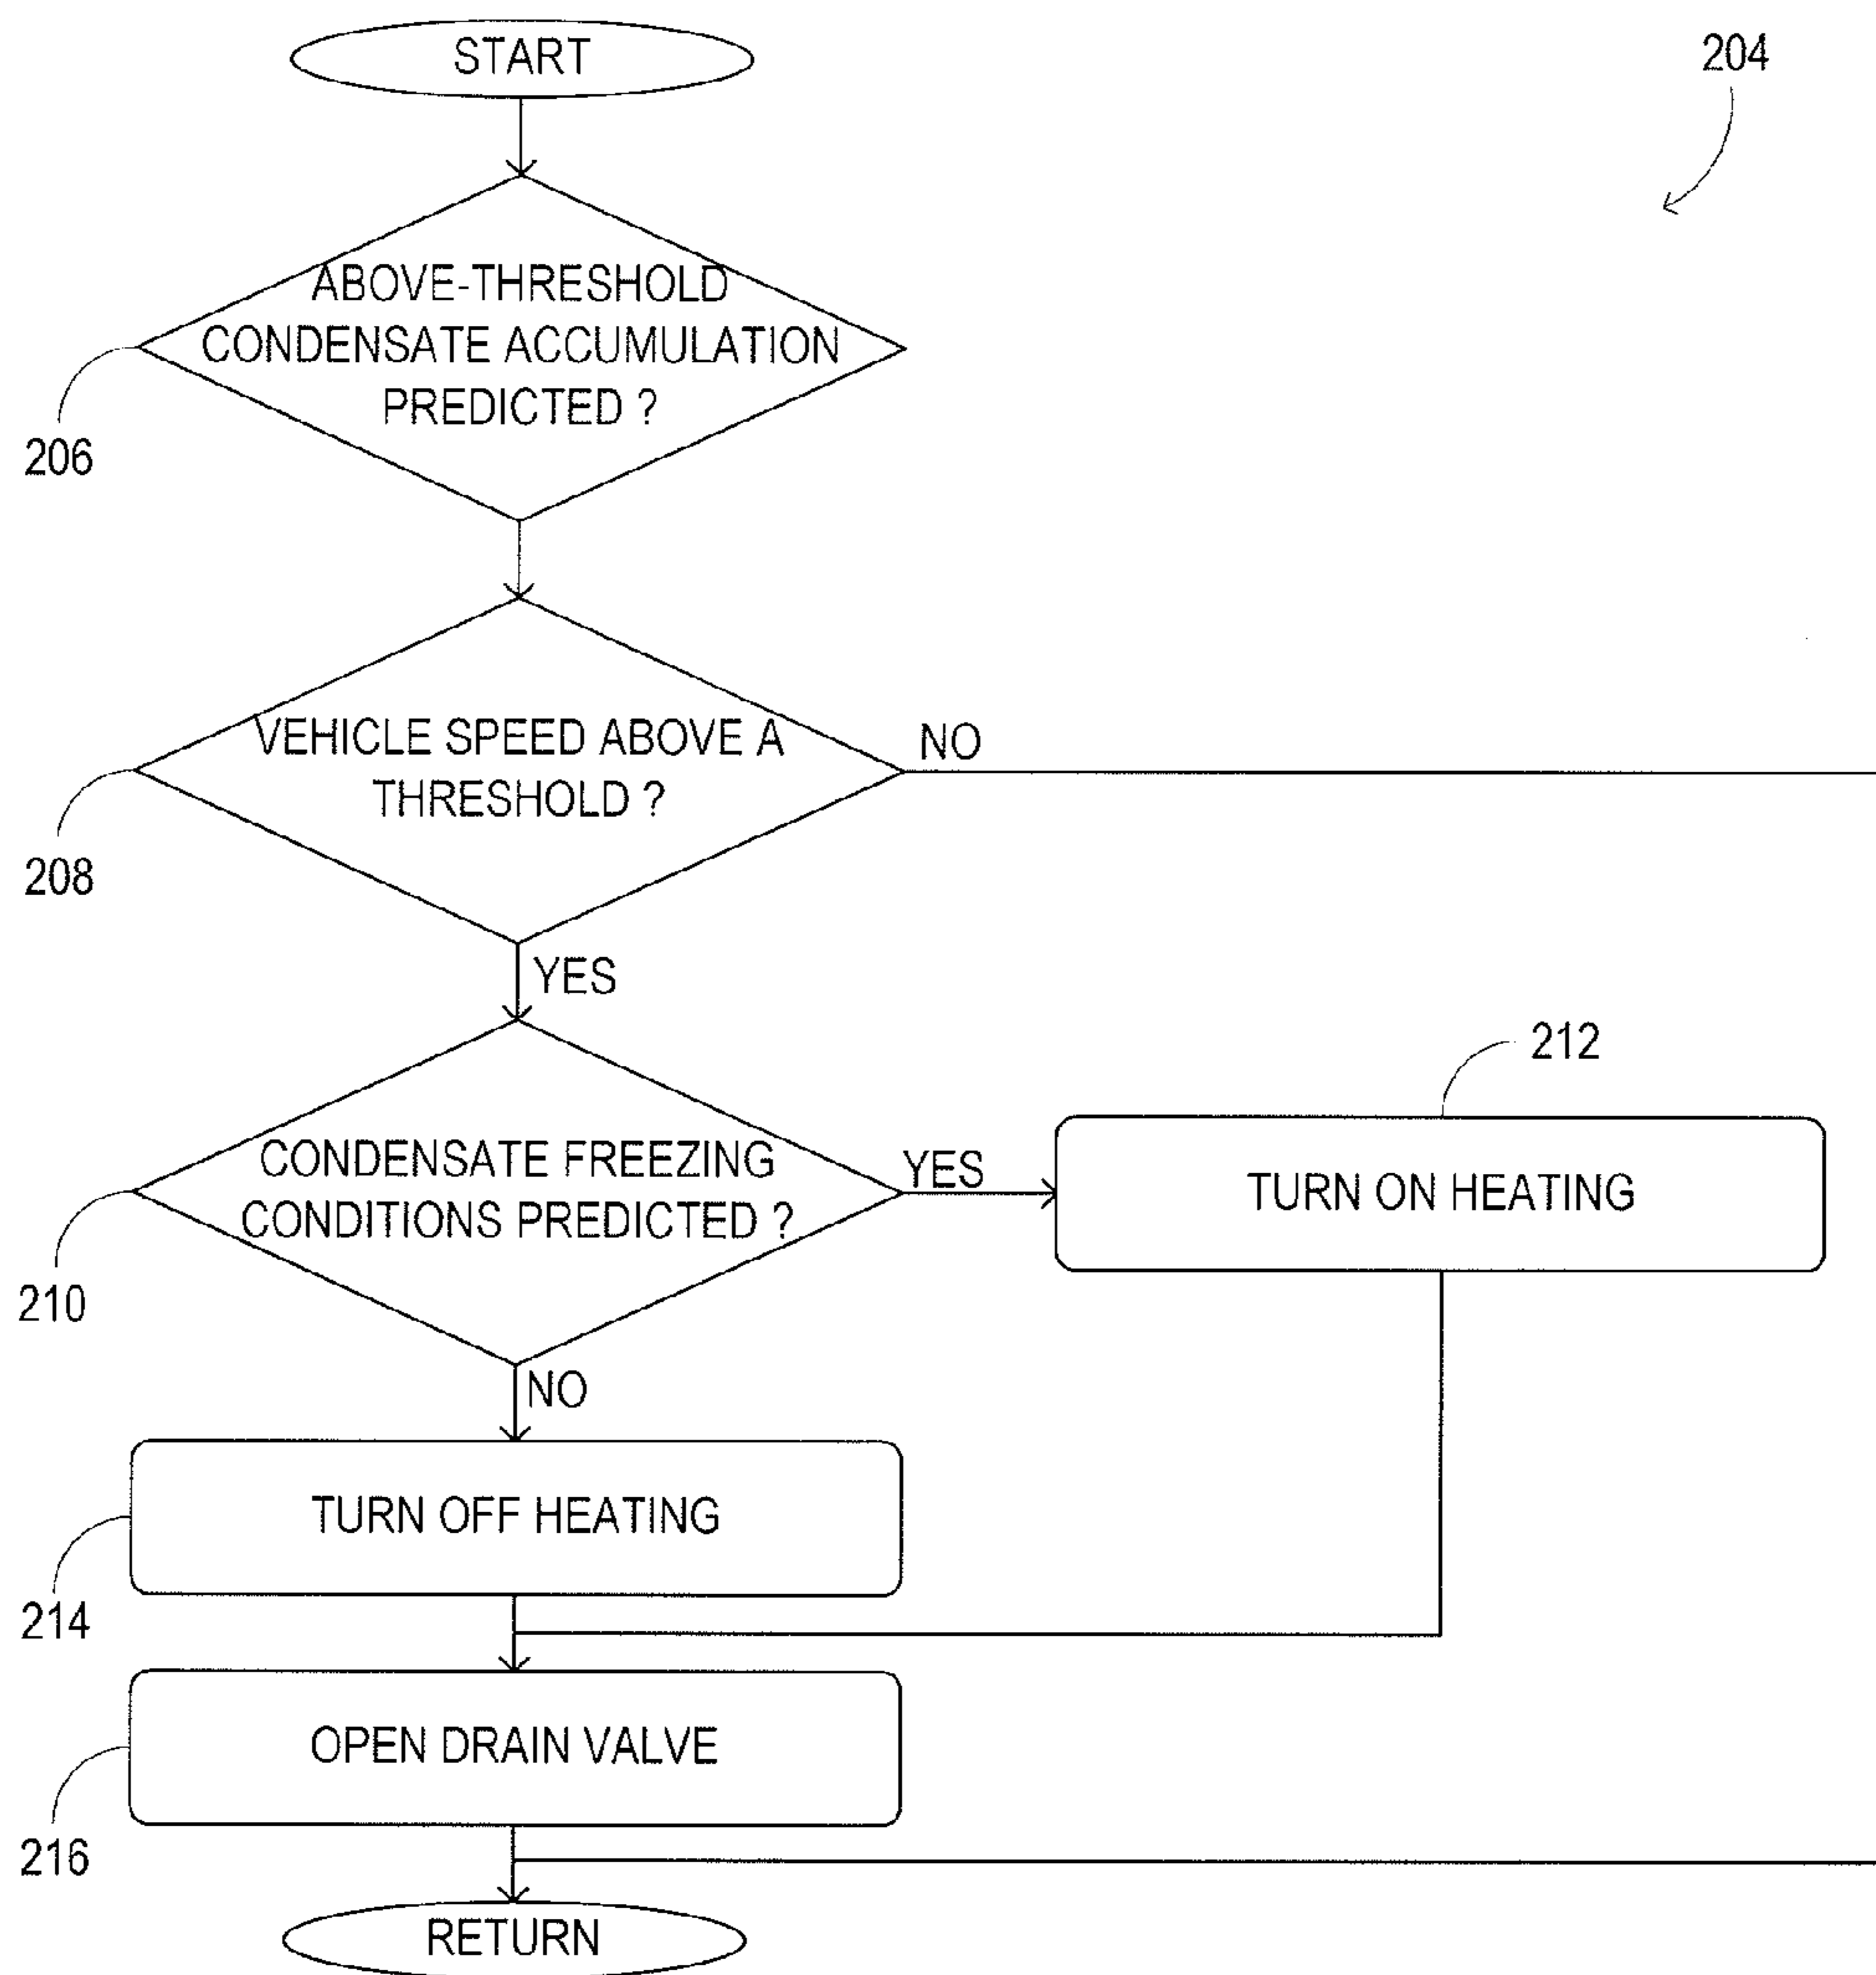 START
204
ABOVE-THRESHOLD
CONDENSATE ACCUMULATION
PREDICTED ?
206
VEHICLE SPEED ABOVE A
THRESHOLD ?
NO
208
YES
212
CONDENSATE FREEZING
CONDITIONS PREDICTED ?
YES
TURN ON HEATING
210
NO
TURN OFF HEATING
214
OPEN DRAIN VALVE
216
RETURN